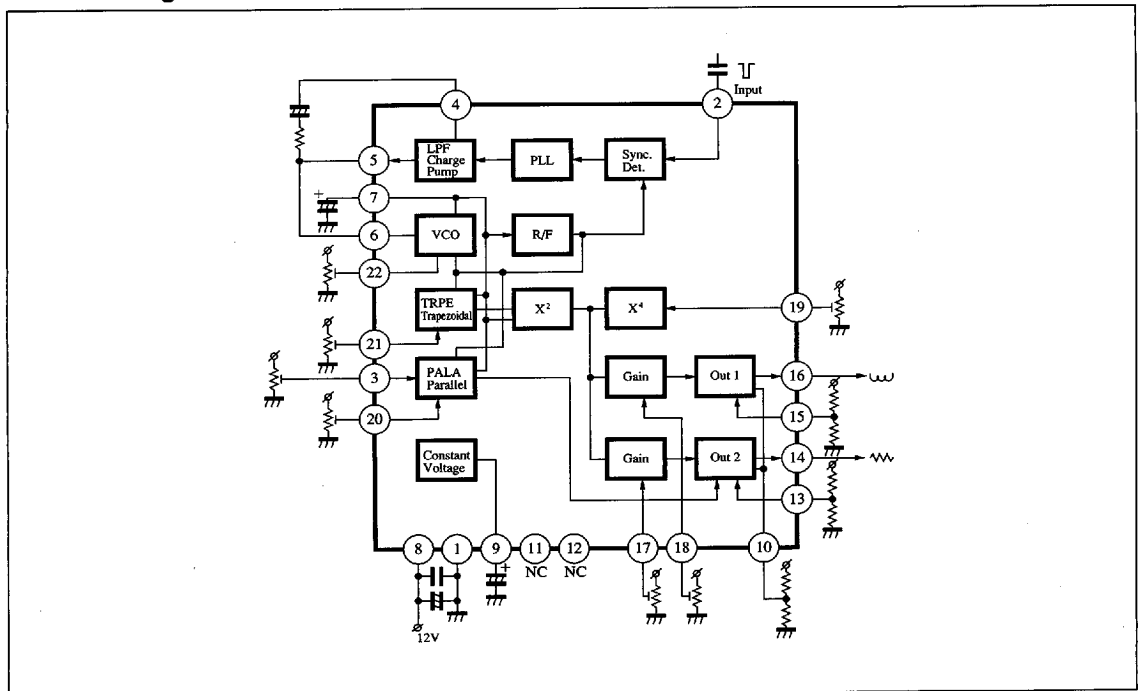 Input
4
2
LPF
Charge
Pump
PLL
Sync.
Det.
5
7
+
VCO
R/F
6
22
TRPE
Trapezoidal
X²
X⁴
19
21
PALA
Parallel
Gain
Out 1
16
3
15
20
Constant
Voltage
Gain
Out 2
14
13
8
1
9
11
12
17
18
10
NC
NC
+
12V